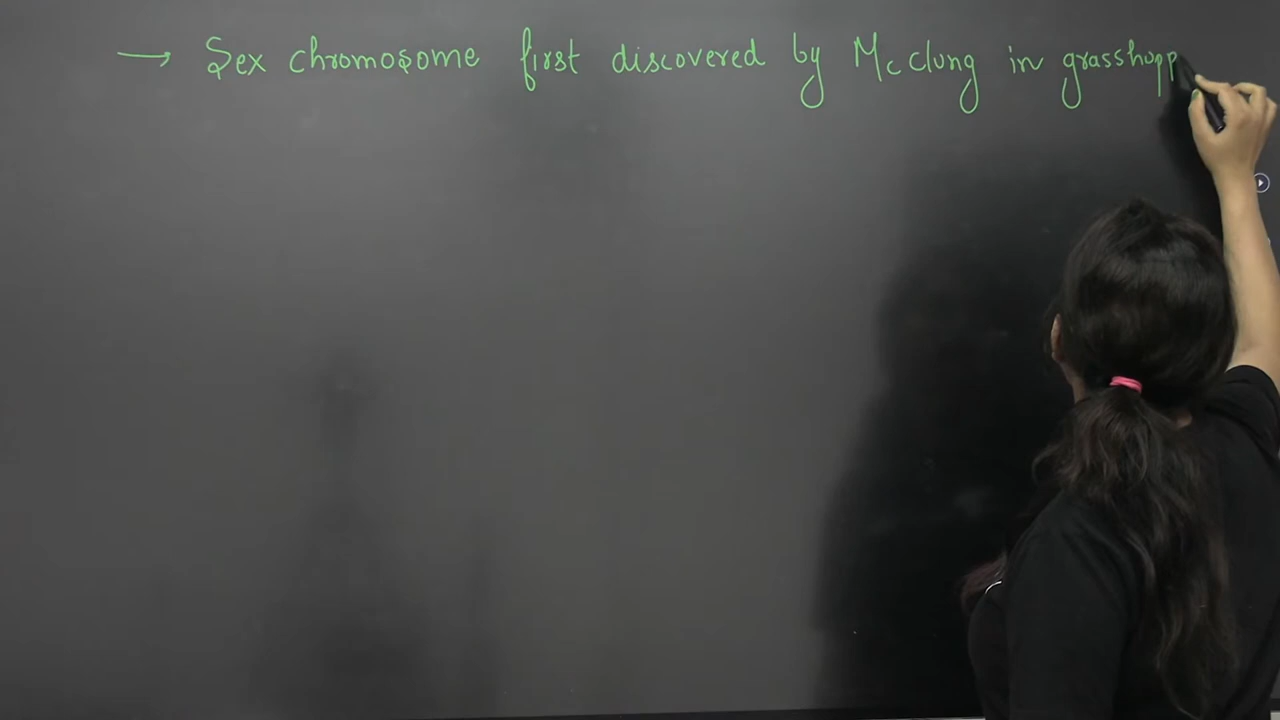 → Sex chromosome first discovered by Mc clung in grasshopp